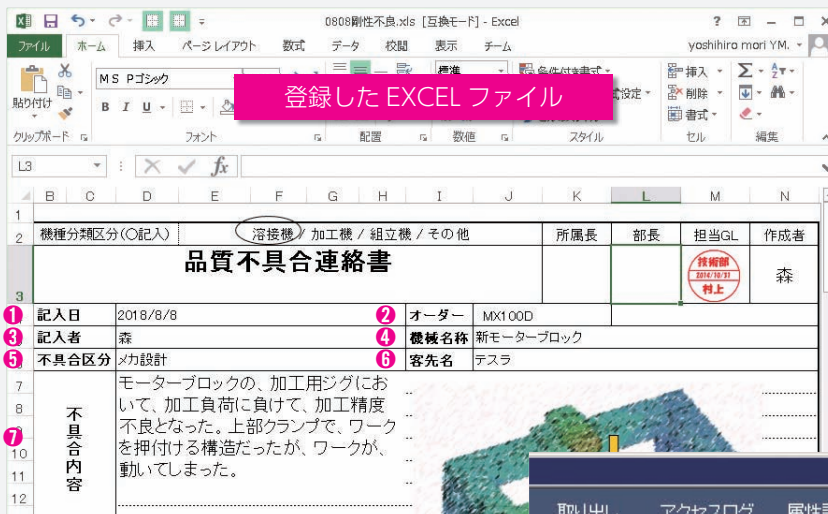 0808剛性不良.xls [互換モード] - Excel
ファイル ホーム 挿入 ページ レイアウト 数式 データ 校閲 表示 チーム yoshihiro mori YM.
貼り付け
MS Pゴシック
標準
条件付き書式
挿入
B I U
登録した EXCEL ファイル
削除
書式
クリップボード フォント 配置 数値 スタイル セル 編集
L3 fx
B C D E F G H I J K L M N
1
2 機種分類区分(〇記入) 溶接機 / 加工機 / 組立機 / その他 所属長 部長 担当GL 作成者
3 品質不具合連絡書 技術部 2014/10/31 村上 森
❶ 記入日 2018/8/8 ❷ オーダー MX100D
❸ 記入者 森 ❹ 機械名称 新モーターブロック
❺ 不具合区分 メカ設計 ❻ 客先名 テスラ
7 モーターブロックの、加工用ジグにお
8 いて、加工負荷に負けて、加工精度
❼ 不具合内容 不良となった。上部クランプで、ワーク
10 を押付ける構造だったが、ワークが、
11 動いてしまった。
12
取り出し アクセスログ